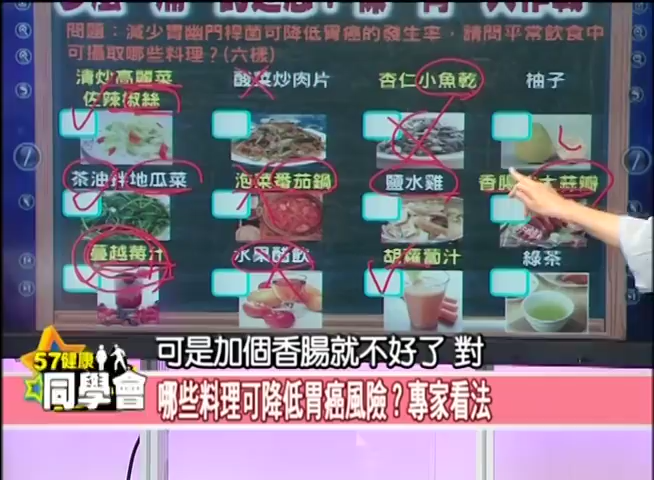 問題：減少胃幽門桿菌可降低胃癌的發生率，請問平常飲食中
可攝取哪些料理？(六樣)
清炒高麗菜
佐辣椒絲
酸菜炒肉片
杏仁小魚乾
柚子
茶油拌地瓜葉
泡菜番茄鍋
鹽水雞
大蒜瓣
蔓越莓汁
水果醋飲
胡蘿蔔汁
綠茶
可是加個香腸就不好了 對
57健康
同學會
哪些料理可降低胃癌風險？專家看法